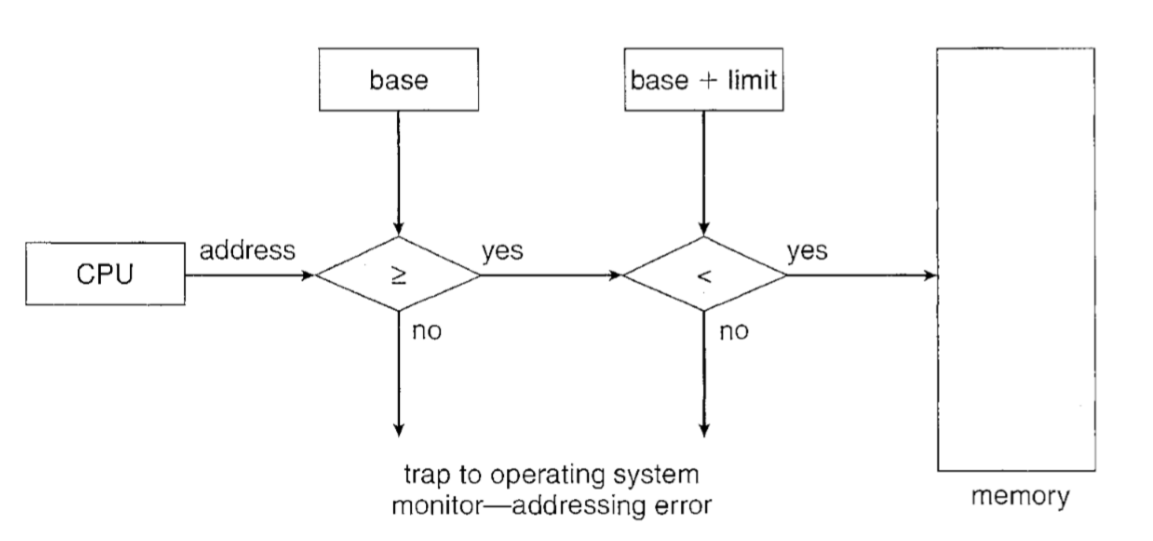 base
base + limit
CPU
address
≥
yes
<
yes
no
no
trap to operating system
monitor—addressing error
memory